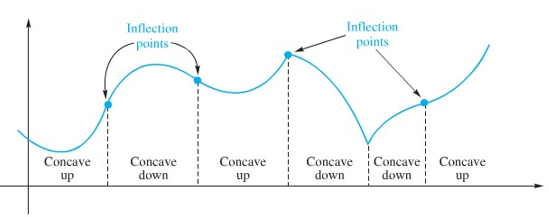 Inflection
points
Inflection
points
Concave
up
Concave
down
Concave
up
Concave
down
Concave
down
Concave
up